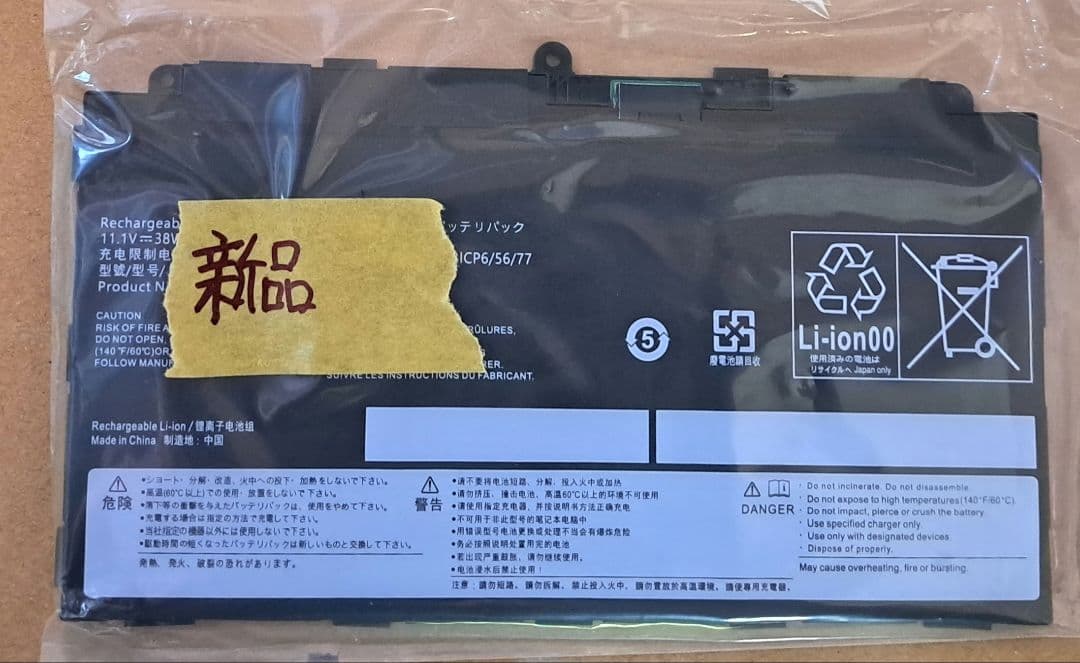 Rechargeab
ッテリパック
11.1V⎓38W
充电限制电
ICP6/56/77
型號/型号/
Product N
新品
CAUTION
RISK OF FIRE A
RÛLURES,
DO NOT OPEN,
(140°F/60°C)OR
RER.
FOLLOW MANUF
SUIVRE LES INSTRUCTIONS DU FABRICANT.
5
廢電池請回收
Li-ion00
使用済みの電池は
リサイクルへ Japan only
Rechargeable Li-ion / 锂离子电池组
Made in China 制造地：中国
危険
・ショート・分解・改造、火中への投下・加熱をしないで下さい。
・高温(60℃以上)での使用・放置をしないで下さい。
・落下等の衝撃を与えたバッテリパックは、使用をやめて下さい。
・充電する場合は指定の方法で充電して下さい。
・当社指定の機器以外には使用しないで下さい。
・駆動時間の短くなったバッテリパックは新しいものと交換して下さい。
発熱、発火、破裂の恐れがあります。
警告
・请不要将电池短路、分解、投入火中或加热
・请勿挤压、撞击电池，高温60℃以上的环境不可使用
・请使用指定充电器，并按说明书方法正确充电
・不可用于非此型号的笔记本电脑中
・用错误型号电池更换或处理不当会有爆炸危险
・务必按照说明处置用完的电池
・若出现严重鼓胀，请勿继续使用。
・电池浸水后禁止使用！
注意：請勿短路、請勿拆解、禁止投入火中、請勿置放於高溫環境、請使專用充電器。
DANGER
・Do not incinerate. Do not disassemble.
・Do not expose to high temperatures(140°F/60°C).
・Do not impact, pierce or crush the battery.
・Use specified charger only.
・Use only with designated devices.
・Dispose of properly.
May cause overheating, fire or bursting.